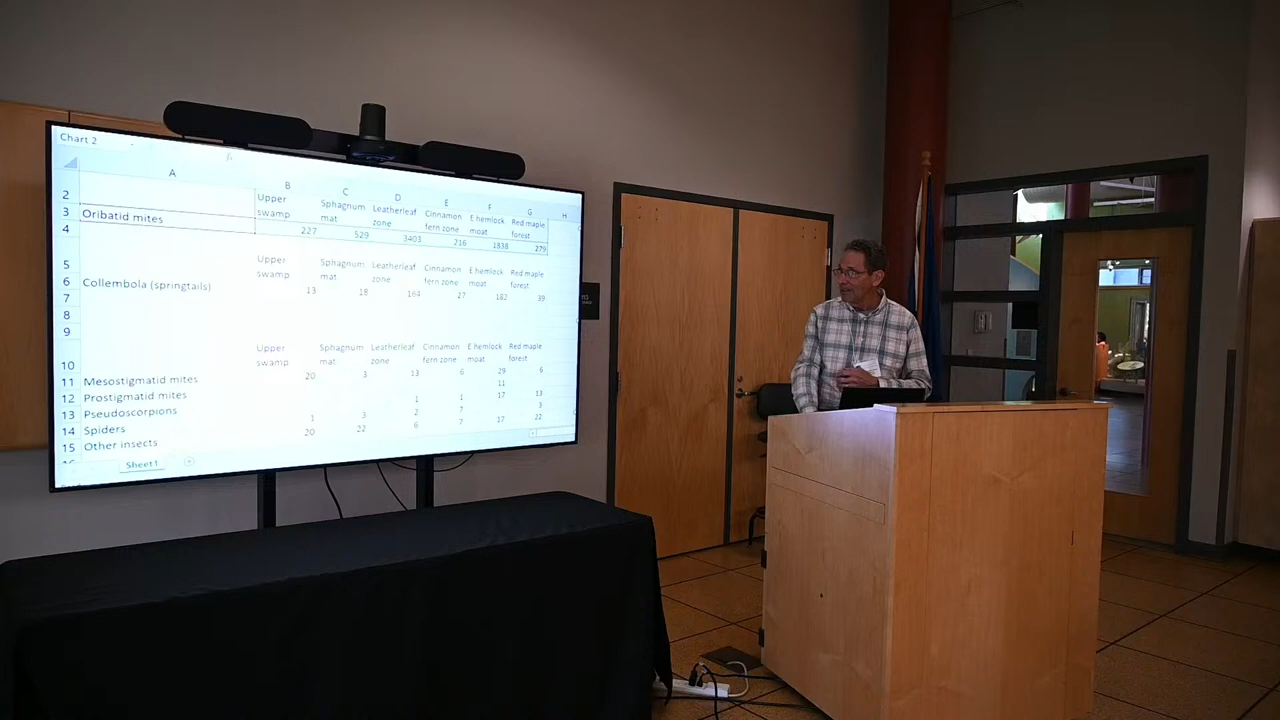 Chart 2
A B C D E F G H
2 Upper swamp Sphagnum mat Leatherleaf zone Cinnamon fern zone E hemlock moat Red maple forest
3 Oribatid mites
4 227 529 3403 216 1838 279
5 Upper swamp Sphagnum mat Leatherleaf zone Cinnamon fern zone E hemlock moat Red maple forest
6 Collembola (springtails)
7 13 18 164 27 182 39
8
9
10 Upper swamp Sphagnum mat Leatherleaf zone Cinnamon fern zone E hemlock moat Red maple forest
11 Mesostigmatid mites 20 3 13 6 29 6
12 Prostigmatid mites 11
13 Pseudoscorpions 1 1 17 13
14 Spiders 1 3 2 7 3
15 Other insects 20 22 6 7 17 22
Sheet1